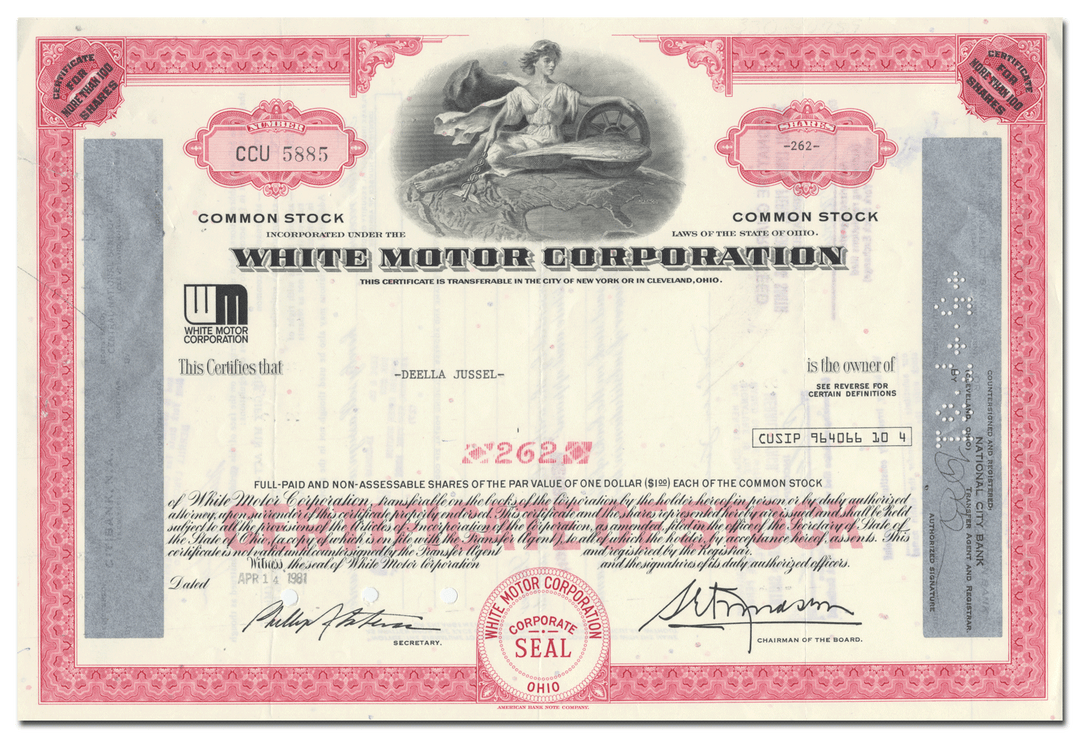 CERTIFICATE FOR MORE THAN 100 SHARES
CERTIFICATE FOR MORE THAN 100 SHARES
NUMBER
CCU 5885
SHARES
-262-
COMMON STOCK
COMMON STOCK
INCORPORATED UNDER THE LAWS OF THE STATE OF OHIO.
WHITE MOTOR CORPORATION
THIS CERTIFICATE IS TRANSFERABLE IN THE CITY OF NEW YORK OR IN CLEVELAND, OHIO.
WM
WHITE MOTOR
CORPORATION
This Certifies that
-DEELLA JUSSEL-
is the owner of
SEE REVERSE FOR
CERTAIN DEFINITIONS
CUSIP 964066 10 4
262
FULL-PAID AND NON-ASSESSABLE SHARES OF THE PAR VALUE OF ONE DOLLAR ($1.00) EACH OF THE COMMON STOCK
of White Motor Corporation, transferable on the books of the Corporation by the holder hereof in person or by duly authorized
attorney, upon surrender of this certificate properly endorsed. This certificate and the shares represented hereby are issued and shall be held
subject to all the provisions of the Articles of Incorporation of the Corporation, as amended, filed in the office of the Secretary of State of
the State of Ohio, (a copy of which is on file with the Transfer Agent), to all of which the holder, by acceptance hereof, assents. This
certificate is not valid until countersigned by the Transfer Agent and registered by the Registrar.
Witness, the seal of White Motor Corporation and the signatures of its duly authorized officers.
CERTIFICATE OF STOCK
Dated APR 14 1981
SECRETARY.
CHAIRMAN OF THE BOARD.
WHITE MOTOR CORPORATION
CORPORATE
SEAL
OHIO
AMERICAN BANK NOTE COMPANY.
COUNTERSIGNED AND REGISTERED:
NATIONAL CITY BANK
(CLEVELAND, OHIO) TRANSFER AGENT AND REGISTRAR.
BY
AUTHORIZED SIGNATURE
CITIBANK, N.A.